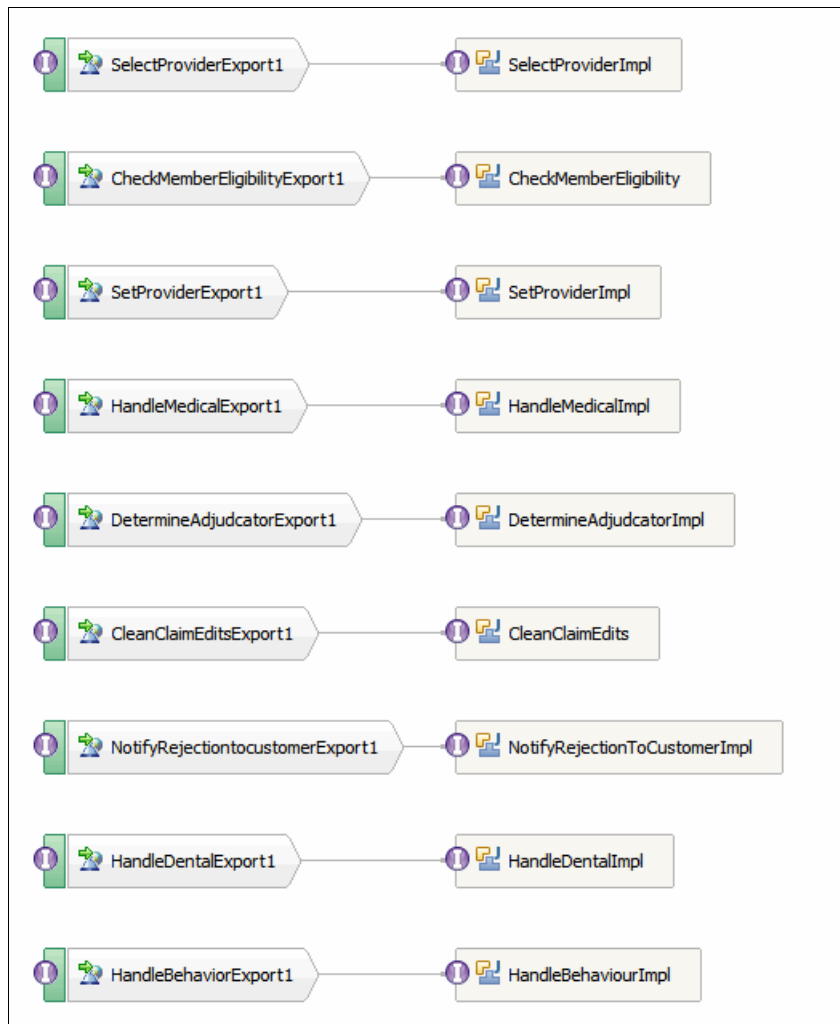 SelectProviderExport1 SelectProviderImpl
CheckMemberEligibilityExport1 CheckMemberEligibility
SetProviderExport1 SetProviderImpl
HandleMedicalExport1 HandleMedicalImpl
DetermineAdjudcatorExport1 DetermineAdjudcatorImpl
CleanClaimEditsExport1 CleanClaimEdits
NotifyRejectiontocustomerExport1 NotifyRejectionToCustomerImpl
HandleDentalExport1 HandleDentalImpl
HandleBehaviorExport1 HandleBehaviourImpl